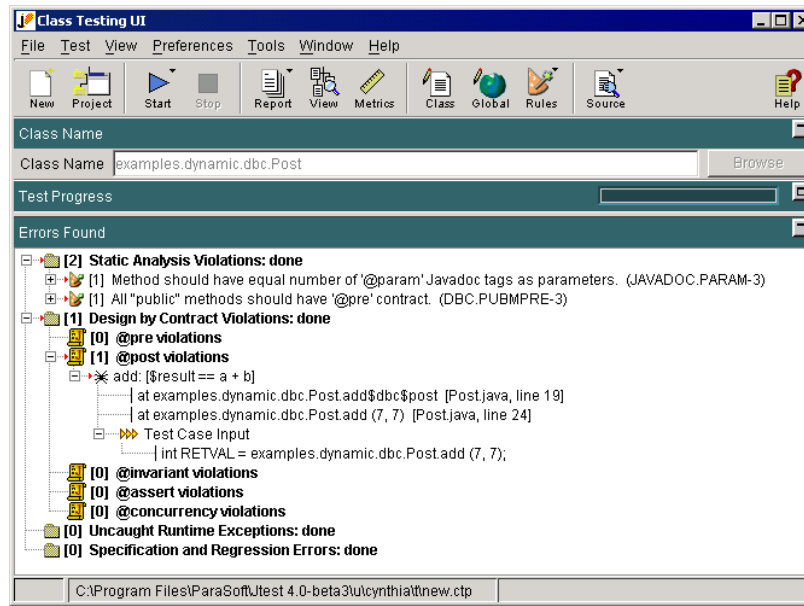 Class Testing UI
File Test View Preferences Tools Window Help
New Project Start Stop Report View Metrics Class Global Rules Source Help
Class Name
Class Name examples.dynamic.dbc.Post Browse
Test Progress
Errors Found
[2] Static Analysis Violations: done
[1] Method should have equal number of '@param' Javadoc tags as parameters. (JAVADOC.PARAM-3)
[1] All "public" methods should have '@pre' contract. (DBC.PUBMPRE-3)
[1] Design by Contract Violations: done
[0] @pre violations
[1] @post violations
add: [$result == a + b]
at examples.dynamic.dbc.Post.add$dbc$post [Post.java, line 19]
at examples.dynamic.dbc.Post.add (7, 7) [Post.java, line 24]
Test Case Input
int RETVAL = examples.dynamic.dbc.Post.add (7, 7);
[0] @invariant violations
[0] @assert violations
[0] @concurrency violations
[0] Uncaught Runtime Exceptions: done
[0] Specification and Regression Errors: done
C:\Program Files\ParaSoft\Jtest 4.0-beta3\u\cynthia\t\new.ctp